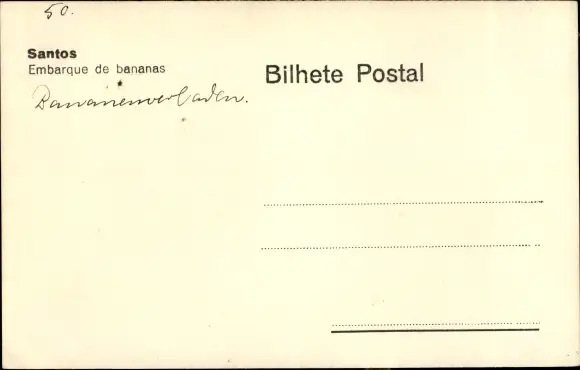 50.
Santos
Embarque de bananas
Bananenverladen.
Bilhete Postal